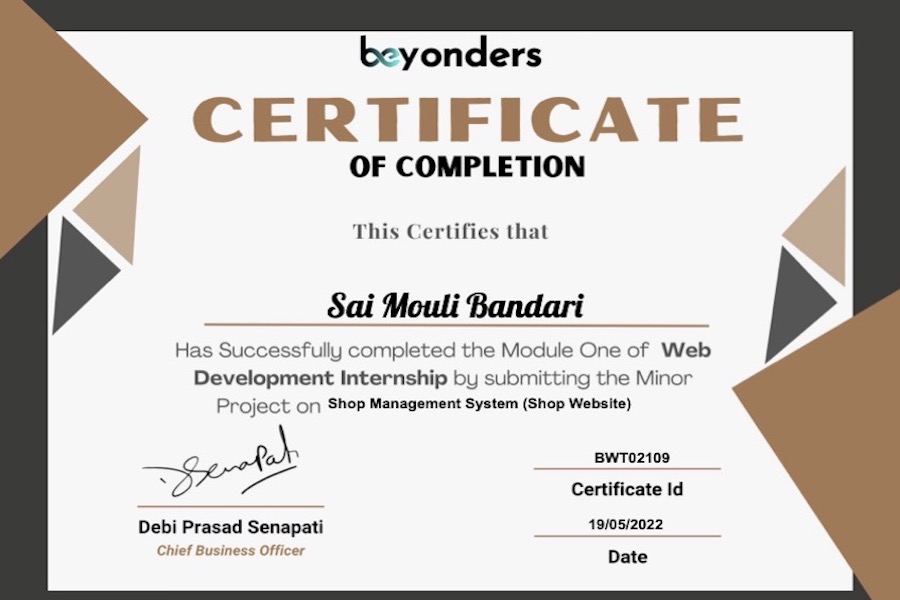 beyonders
CERTIFICATE
OF COMPLETION
This Certifies that
Sai Mouli Bandari
Has Successfully completed the Module One of Web
Development Internship by submitting the Minor
Project on Shop Management System (Shop Website)
DSenapati
BWT02109
Certificate Id
Debi Prasad Senapati
19/05/2022
Chief Business Officer
Date